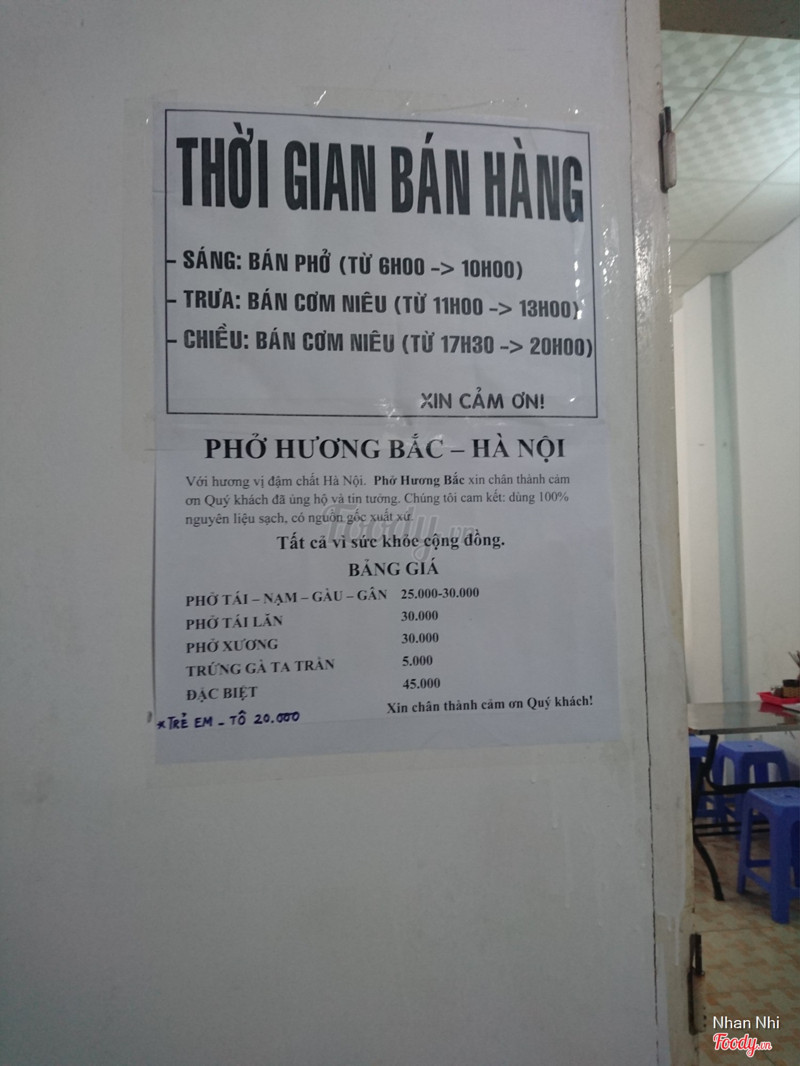 THỜI GIAN BÁN HÀNG
- SÁNG: BÁN PHỞ (TỪ 6H00 -> 10H00)
- TRƯA: BÁN CƠM NIÊU (TỪ 11H00 -> 13H00)
- CHIỀU: BÁN CƠM NIÊU (TỪ 17H30 -> 20H00)
XIN CẢM ƠN!
PHỞ HƯƠNG BẮC – HÀ NỘI
Với hương vị đậm chất Hà Nội. Phở Hương Bắc xin chân thành cảm
ơn Quý khách đã ủng hộ và tin tưởng. Chúng tôi cam kết: dùng 100%
nguyên liệu sạch, có nguồn gốc xuất xứ
Foody.vn
Tất cả vì sức khỏe cộng đồng.
BẢNG GIÁ
PHỞ TÁI – NẠM – GÀU – GÂN 25.000-30.000
PHỞ TÁI LĂN 30.000
PHỞ XƯƠNG 30.000
TRỨNG GÀ TA TRẦN 5.000
ĐẶC BIỆT 45.000
Xin chân thành cảm ơn Quý khách!
* TRẺ EM - TÔ 20.000
Nhan Nhi
Foody.vn